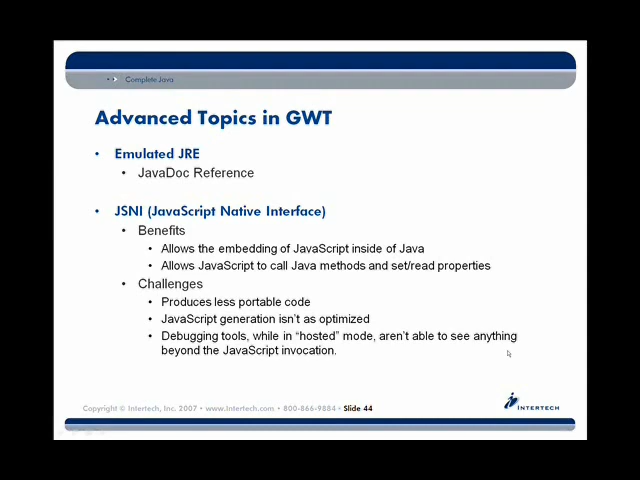 Complete Java
Advanced Topics in GWT
• Emulated JRE
• JavaDoc Reference
• JSNI (JavaScript Native Interface)
• Benefits
• Allows the embedding of JavaScript inside of Java
• Allows JavaScript to call Java methods and set/read properties
• Challenges
• Produces less portable code
• JavaScript generation isn't as optimized
• Debugging tools, while in "hosted" mode, aren't able to see anything
beyond the JavaScript invocation.
Copyright © Intertech, Inc. 2007 • www.Intertech.com • 800-866-9884 • Slide 44
INTERTECH